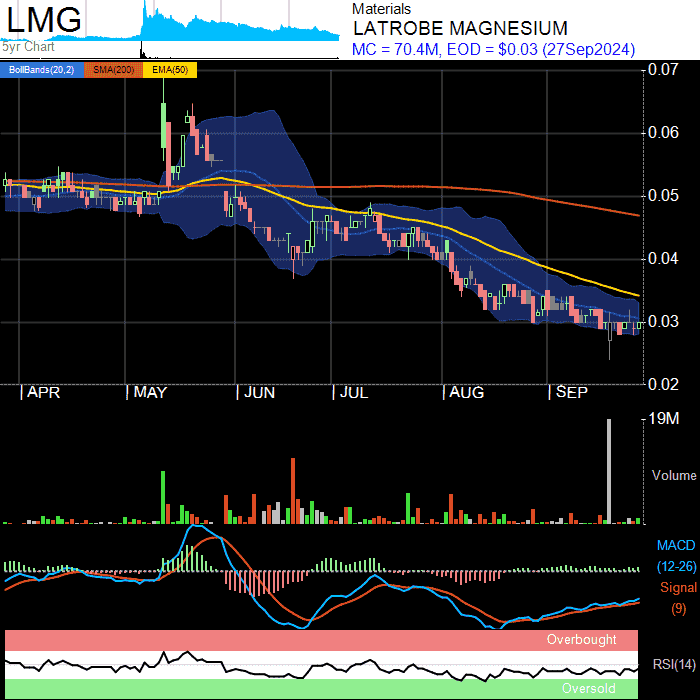 LMG
5yr Chart
Materials
LATROBE MAGNESIUM
MC = 70.4M, EOD = $0.03 (27Sep2024)
BollBands(20,2) SMA(200) EMA(50)
0.07
0.06
0.05
0.04
0.03
0.02
APR MAY JUN JUL AUG SEP
19M
Volume
MACD
(12-26)
Signal
(9)
Overbought
RSI(14)
Oversold